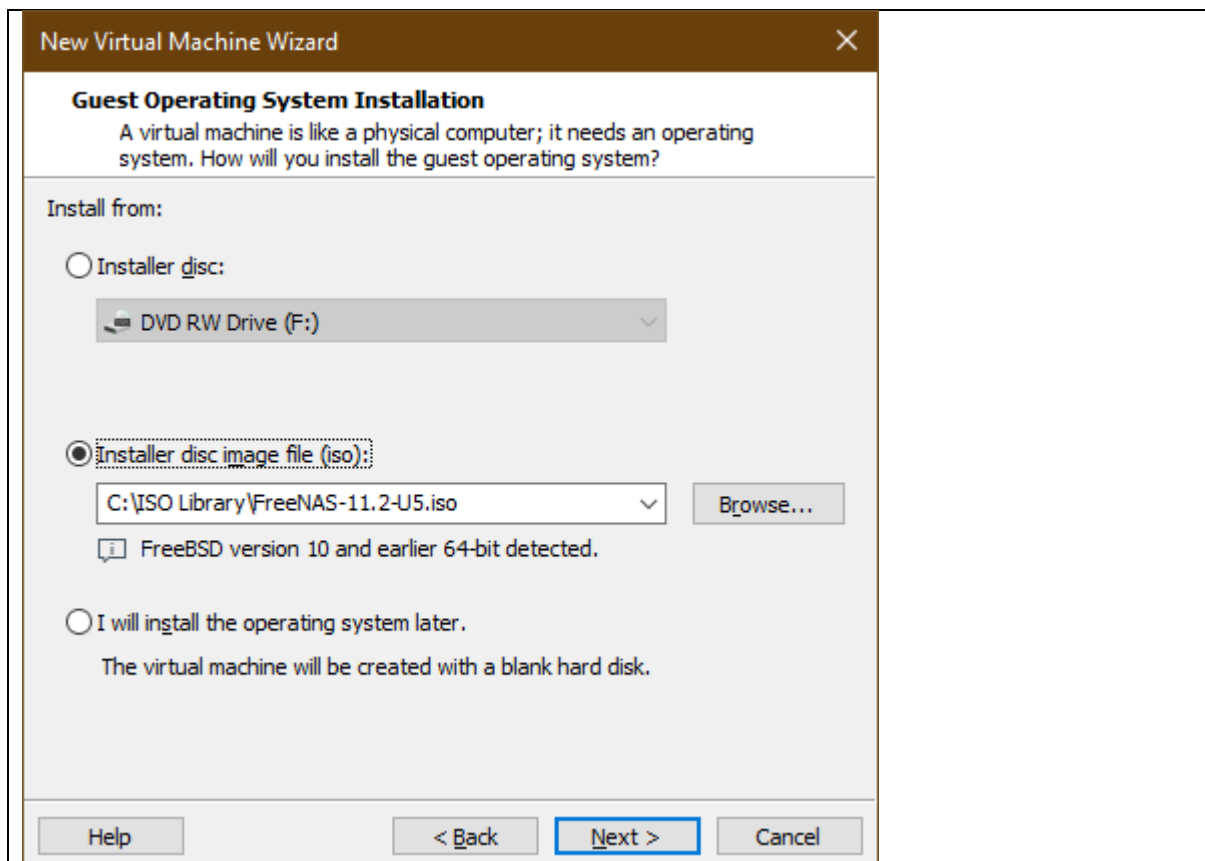 New Virtual Machine Wizard
Guest Operating System Installation
A virtual machine is like a physical computer; it needs an operating
system. How will you install the guest operating system?
Install from:
Installer disc:
DVD RW Drive (F:)
Installer disc image file (iso):
C:\ISO Library\FreeNAS-11.2-U5.iso
Browse...
FreeBSD version 10 and earlier 64-bit detected.
I will install the operating system later.
The virtual machine will be created with a blank hard disk.
Help < Back Next > Cancel